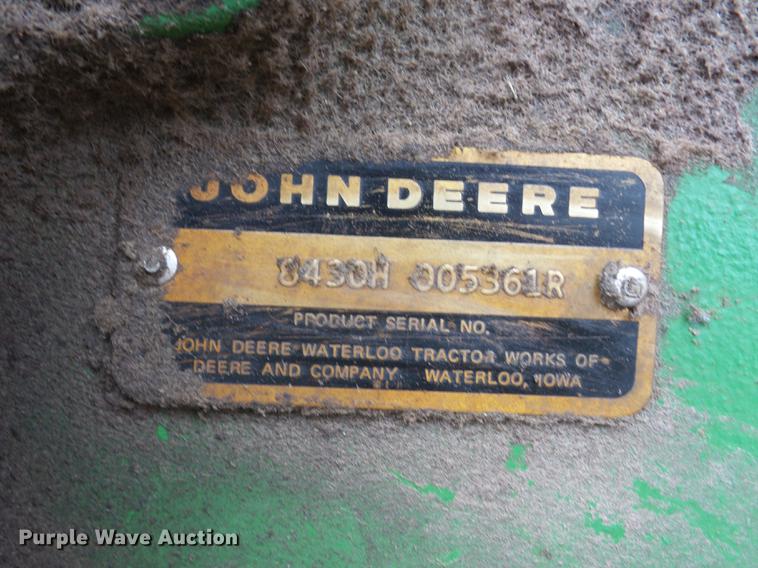 JOHN DEERE
8430H 005361R
PRODUCT SERIAL NO.
JOHN DEERE WATERLOO TRACTOR WORKS OF
DEERE AND COMPANY WATERLOO, IOWA
Purple Wave Auction